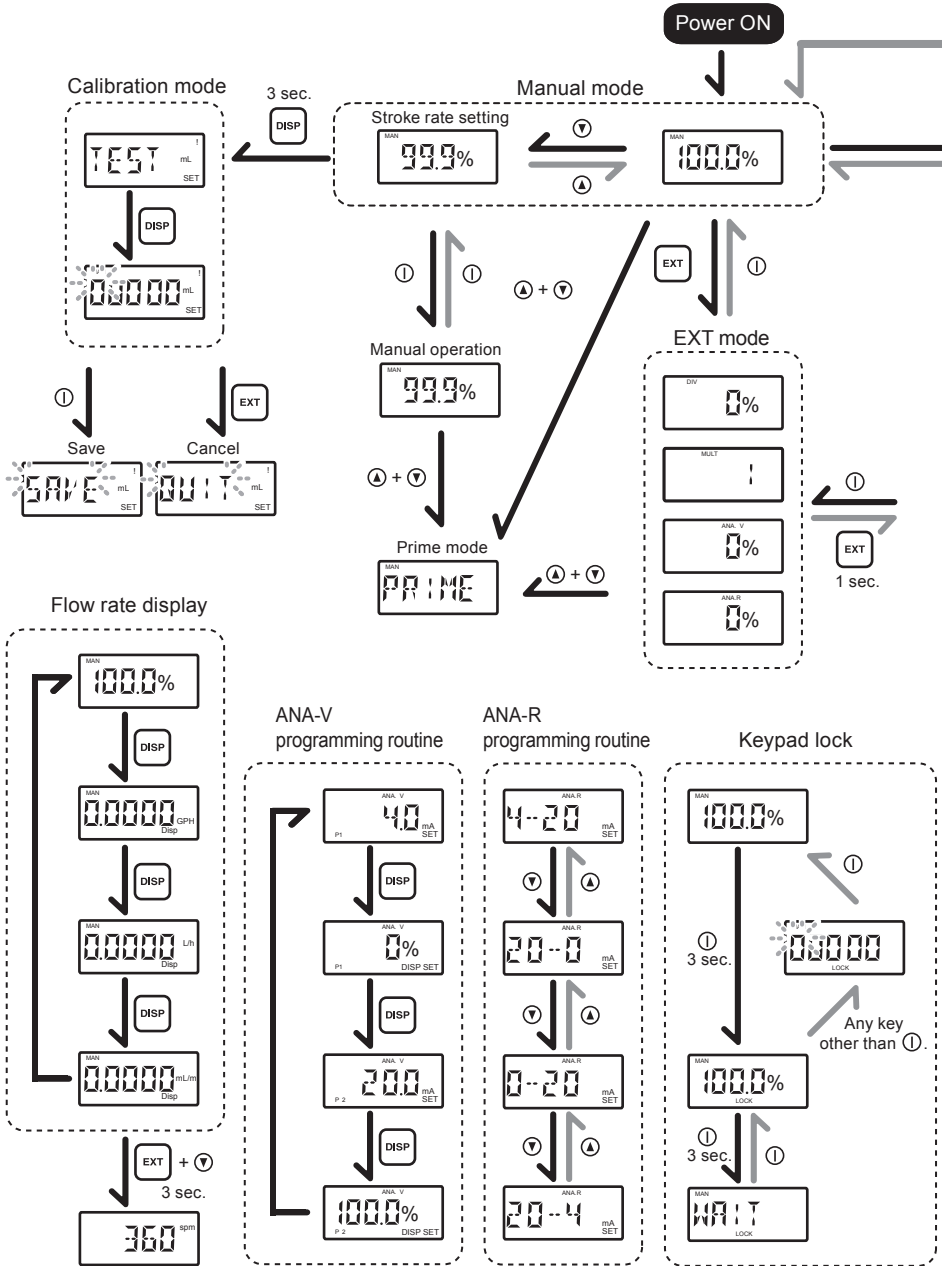 Power ON
Calibration mode
TEST
!
mL
SET
DISP
00000
!
mL
SET
Save
SAVE
!
mL
SET
EXT
Cancel
QUIT
!
mL
SET
3 sec.
DISP
Manual mode
Stroke rate setting
MAN
99.9%
MAN
100.0%
Manual operation
MAN
99.9%
▲ + ▼
▲ + ▼
Prime mode
MAN
PRIME
▲ + ▼
EXT
EXT mode
DIV
0%
MULT
1
ANA. V
0%
ANA.R
0%
EXT
1 sec.
Flow rate display
MAN
100.0%
DISP
MAN
0.0000 GPH
Disp
DISP
MAN
0.0000 L/h
Disp
DISP
MAN
0.0000 mL/m
Disp
EXT + ▼
3 sec.
360 spm
ANA-V
programming routine
ANA. V
4.0 mA
P1 SET
DISP
ANA. V
0%
P1 DISP SET
DISP
ANA. V
20.0 mA
P 2 SET
DISP
ANA. V
100.0%
P 2 DISP SET
ANA-R
programming routine
ANA.R
4-20 mA
SET
▼ ▲
ANA.R
20-0 mA
SET
▼ ▲
ANA.R
0-20 mA
SET
▼ ▲
ANA.R
20-4 mA
SET
Keypad lock
MAN
100.0%
3 sec.
00000
LOCK
Any key
other than ⏼.
MAN
100.0%
LOCK
3 sec.
MAN
WAIT
LOCK